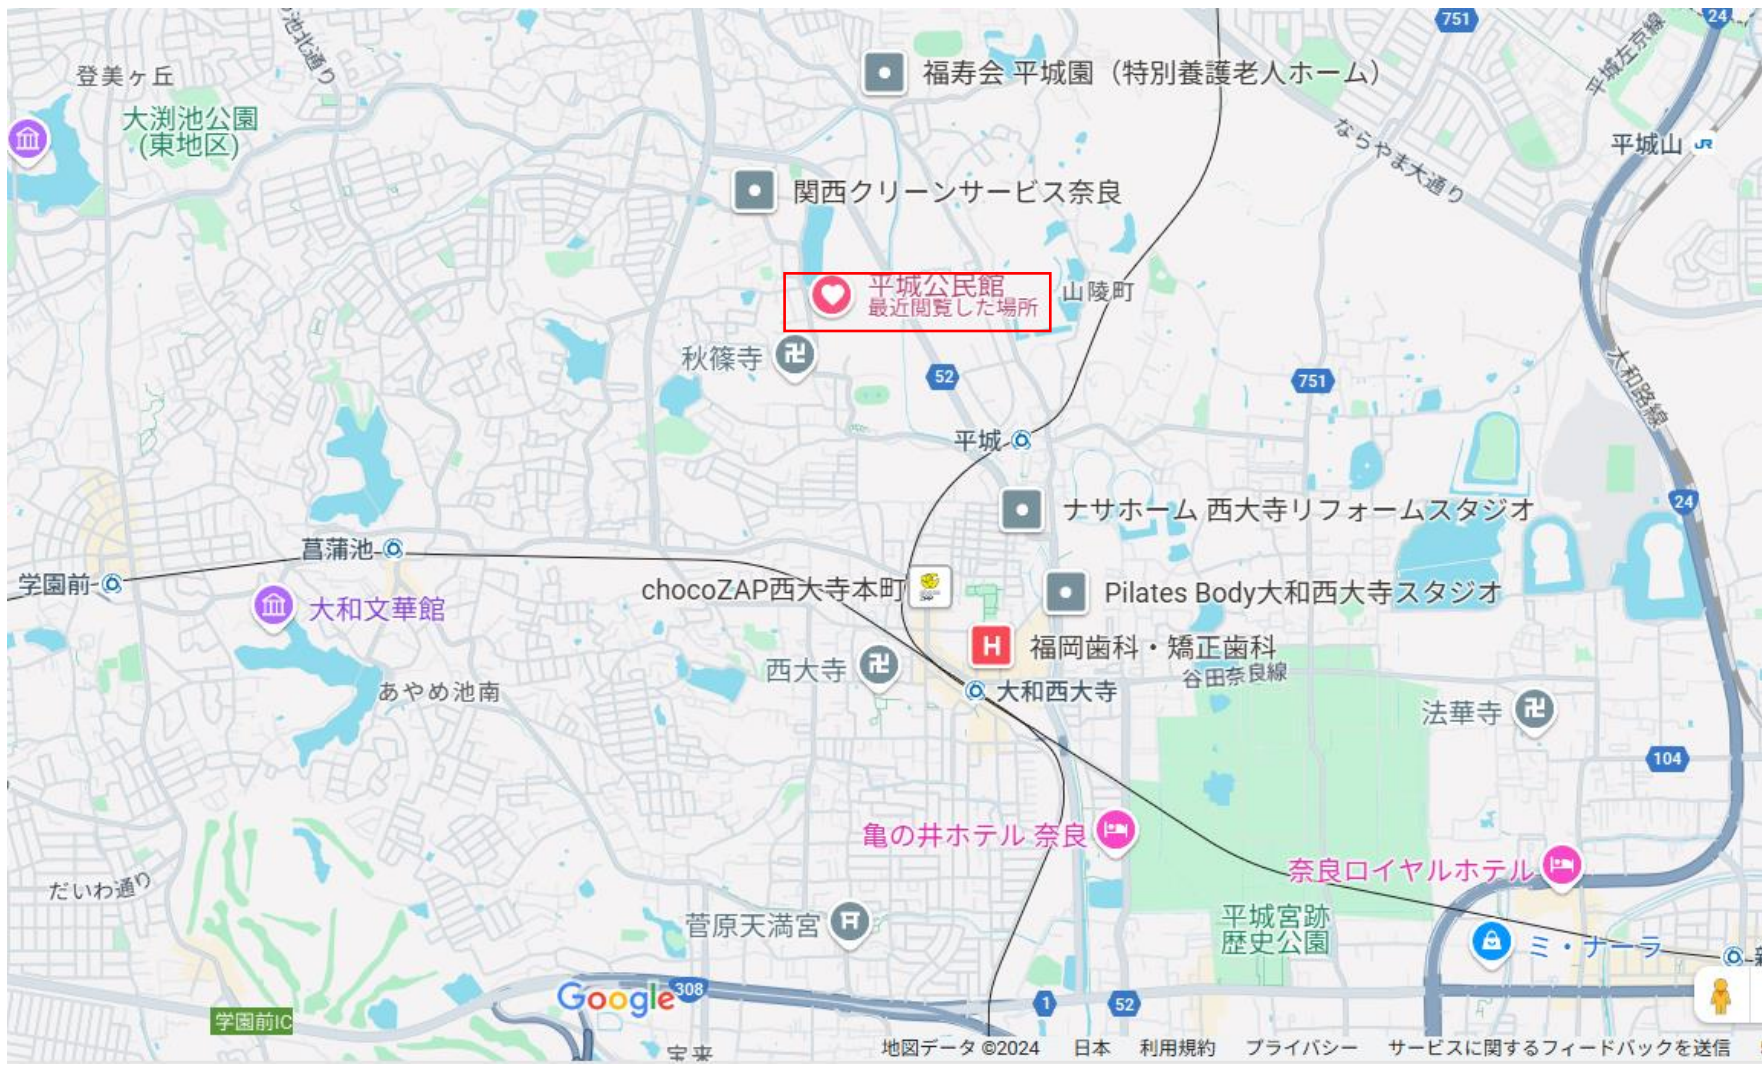 751
24
池北通り
登美ヶ丘
福寿会 平城園（特別養護老人ホーム）
平城左京線
大渕池公園
(東地区)
ならやま大通り
平城山 JR
関西クリーンサービス奈良
平城公民館
最近閲覧した場所
山陵町
秋篠寺
52
751
大和路線
平城
24
ナサホーム 西大寺リフォームスタジオ
菖蒲池
学園前
chocoZAP西大寺本町
Pilates Body大和西大寺スタジオ
大和文華館
H
福岡歯科・矯正歯科
谷田奈良線
西大寺
あやめ池南
大和西大寺
法華寺
104
亀の井ホテル 奈良
奈良ロイヤルホテル
だいわ通り
菅原天満宮
平城宮跡
歴史公園
ミ・ナーラ
Google
308
1
52
学園前IC
宝来
地図データ ©2024 日本 利用規約 プライバシー サービスに関するフィードバックを送信